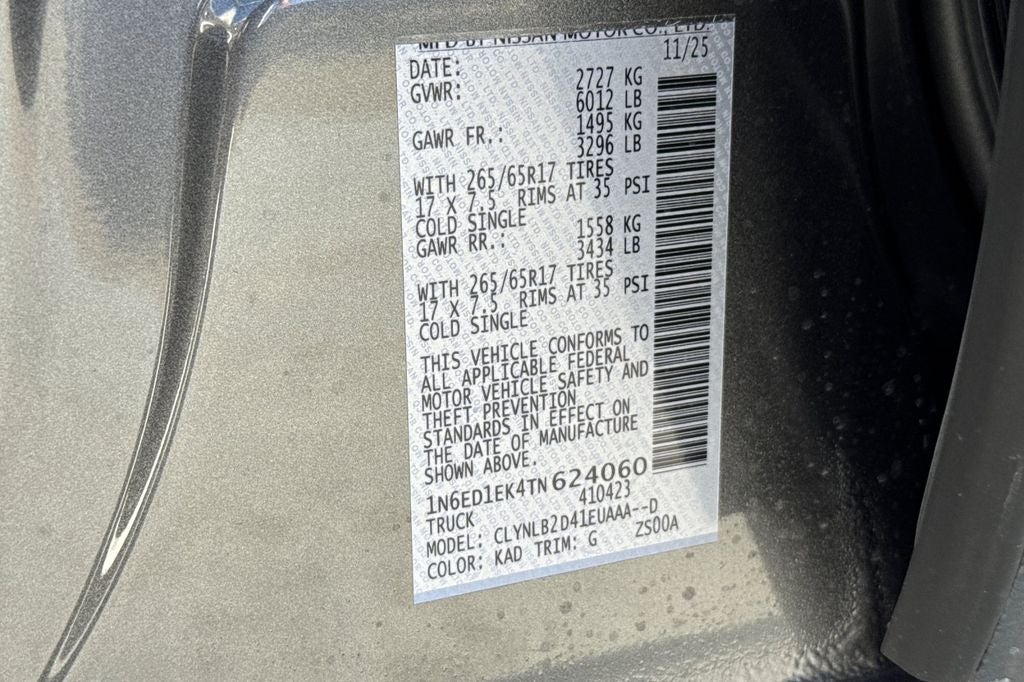 MFD BY NISSAN MOTOR CO., LTD.
DATE: 11/25
GVWR: 2727 KG
6012 LB
GAWR FR.: 1495 KG
3296 LB
WITH 265/65R17 TIRES
17 X 7.5 RIMS AT 35 PSI
COLD SINGLE
GAWR RR.: 1558 KG
3434 LB
WITH 265/65R17 TIRES
17 X 7.5 RIMS AT 35 PSI
COLD SINGLE
THIS VEHICLE CONFORMS TO
ALL APPLICABLE FEDERAL
MOTOR VEHICLE SAFETY AND
THEFT PREVENTION
STANDARDS IN EFFECT ON
THE DATE OF MANUFACTURE
SHOWN ABOVE.
1N6ED1EK4TN624060
TRUCK 410423
MODEL: CLYNLB2D41EUAAA--D
COLOR: KAD TRIM: G ZS00A